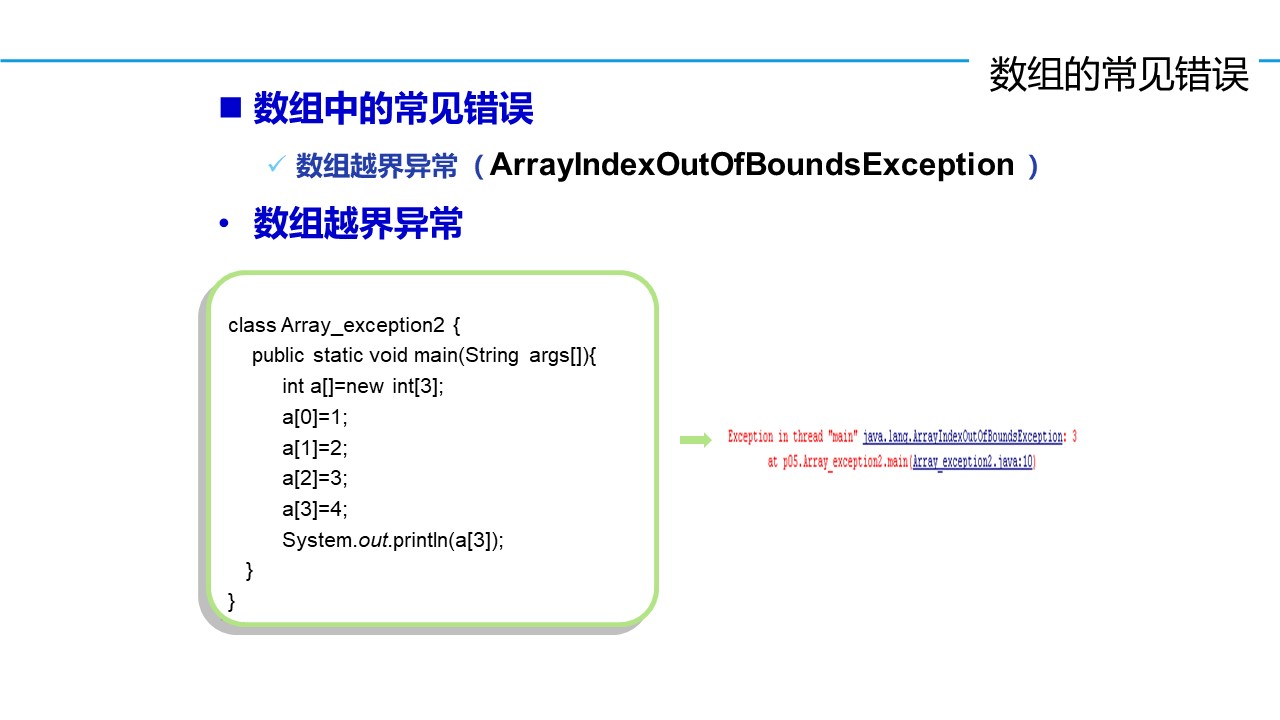 数组的常见错误
数组中的常见错误
数组越界异常（ArrayIndexOutOfBoundsException ）
数组越界异常
class Array_exception2 {
public static void main(String args[]){
int a[]=new int[3];
a[0]=1;
a[1]=2;
a[2]=3;
a[3]=4;
System.out.println(a[3]);
}
}
Exception in thread "main" java.lang.ArrayIndexOutOfBoundsException: 3
at p05.Array_exception2.main(Array_exception2.java:10)